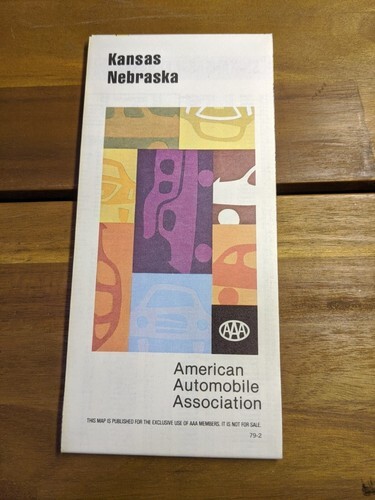 Kansas
Nebraska
AAA
American
Automobile
Association
THIS MAP IS PUBLISHED FOR THE EXCLUSIVE USE OF AAA MEMBERS. IT IS NOT FOR SALE
79-2